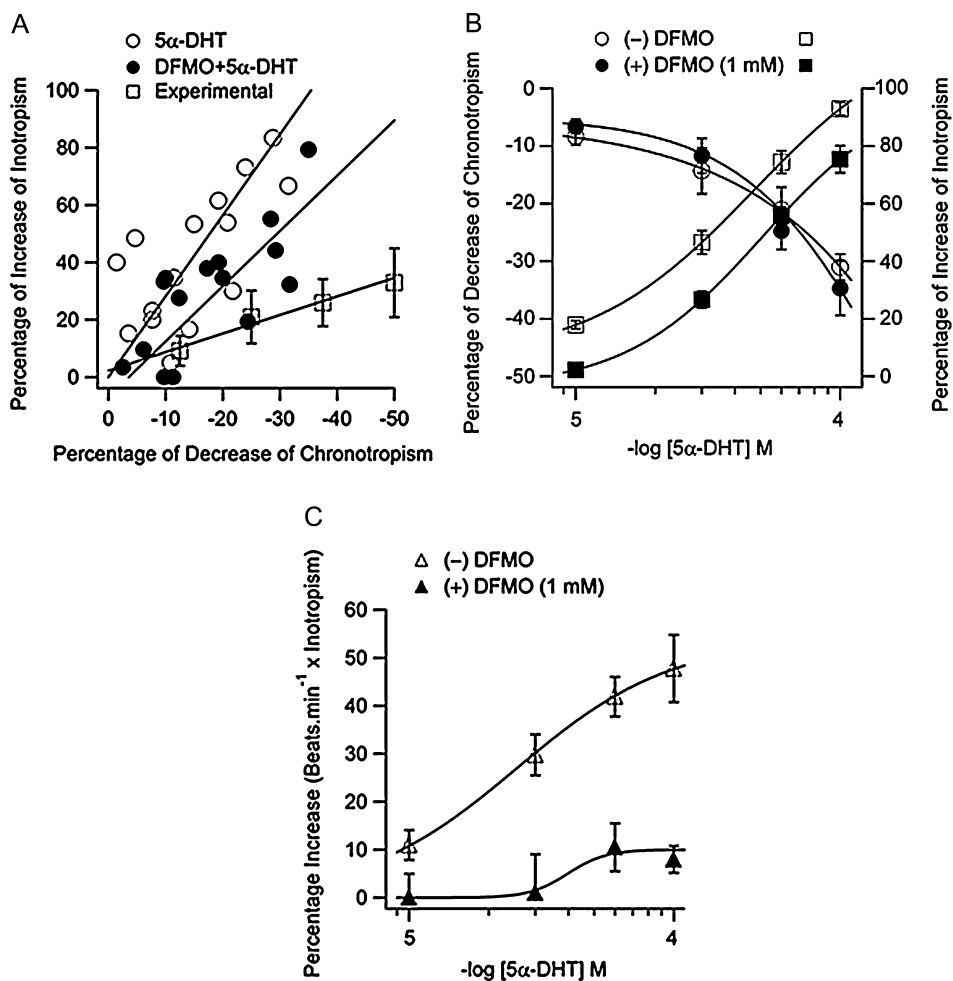 A
5α-DHT
DFMO+5α-DHT
Experimental
Percentage of Increase of Inotropism
100
80
60
40
20
0
0 -10 -20 -30 -40 -50
Percentage of Decrease of Chronotropism
B
(–) DFMO
(+) DFMO (1 mM)
Percentage of Decrease of Chronotropism
-0
-10
-20
-30
-40
-50
100
80
60
40
20
0
Percentage of Increase of Inotropism
5 4
-log [5α-DHT] M
C
(–) DFMO
(+) DFMO (1 mM)
Percentage Increase (Beats.min⁻¹ x Inotropism)
60
50
40
30
20
10
0
5 4
-log [5α-DHT] M